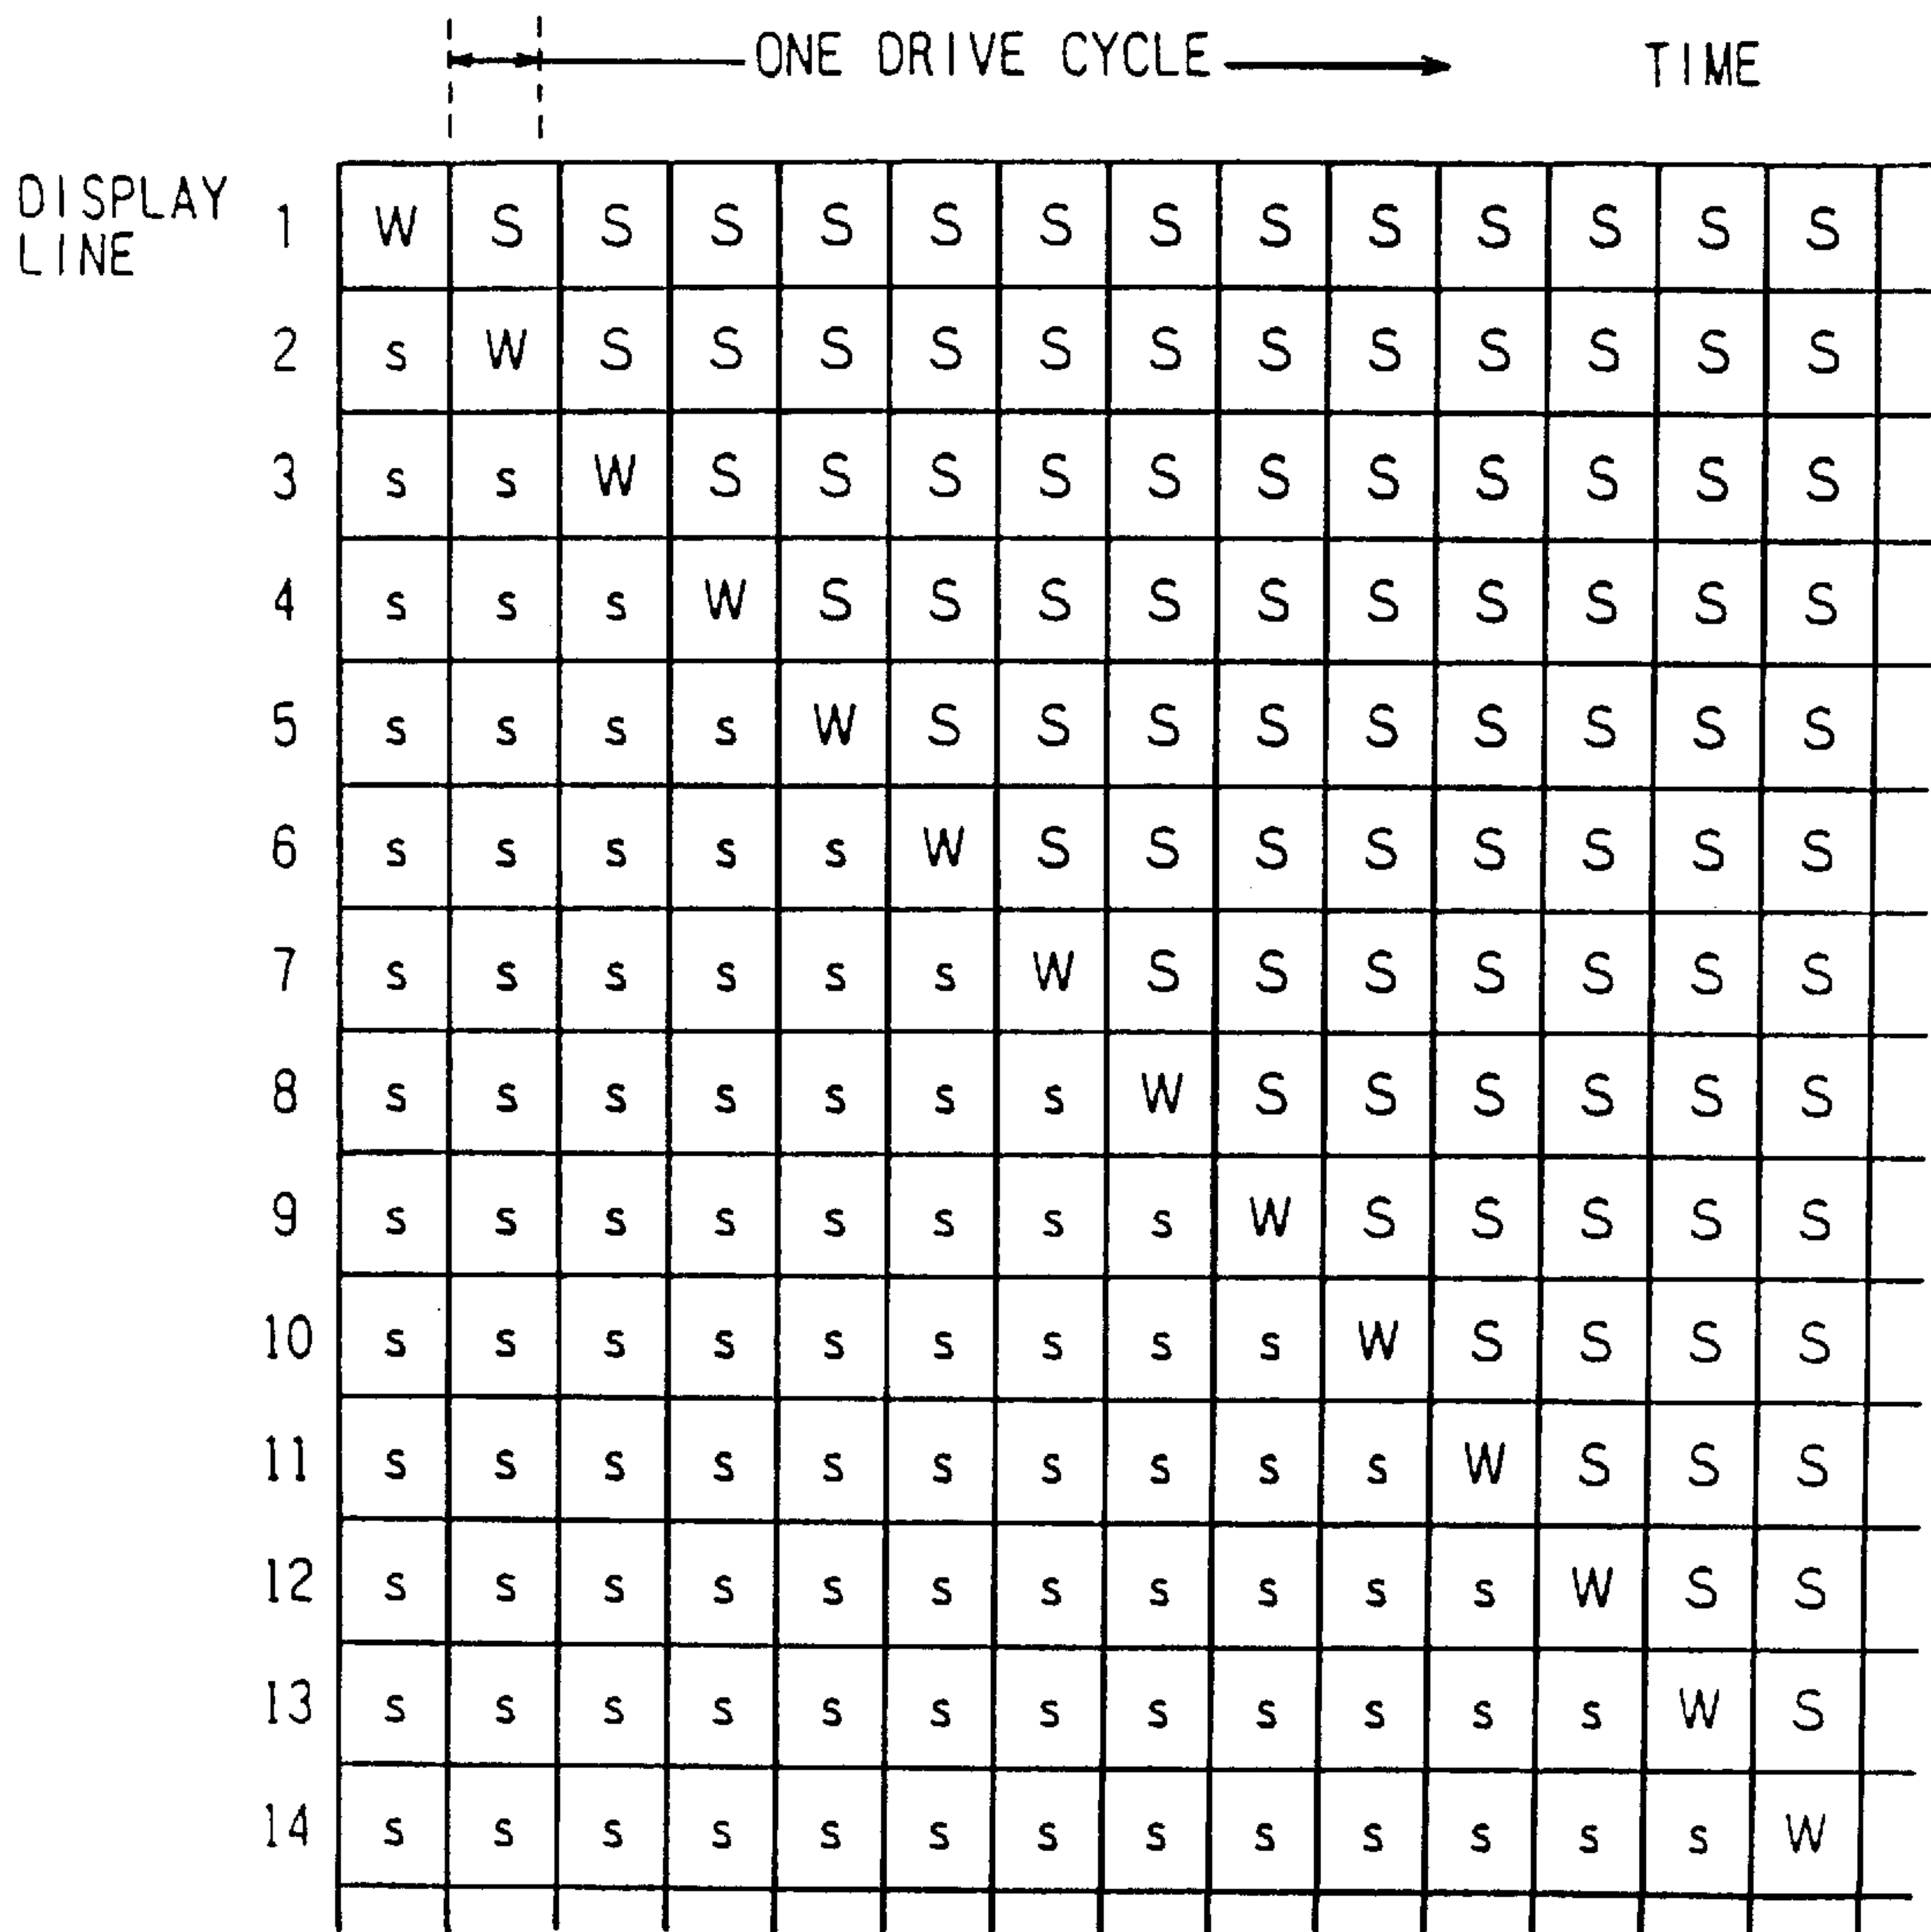 ONE DRIVE CYCLE TIME
DISPLAY LINE
1 W S S S S S S S S S S S S S
2 s W S S S S S S S S S S S S
3 s s W S S S S S S S S S S S
4 s s s W S S S S S S S S S S
5 s s s s W S S S S S S S S S
6 s s s s s W S S S S S S S S
7 s s s s s s W S S S S S S S
8 s s s s s s s W S S S S S S
9 s s s s s s s s W S S S S S
10 s s s s s s s s s W S S S S
11 s s s s s s s s s s W S S S
12 s s s s s s s s s s s W S S
13 s s s s s s s s s s s s W S
14 s s s s s s s s s s s s s W